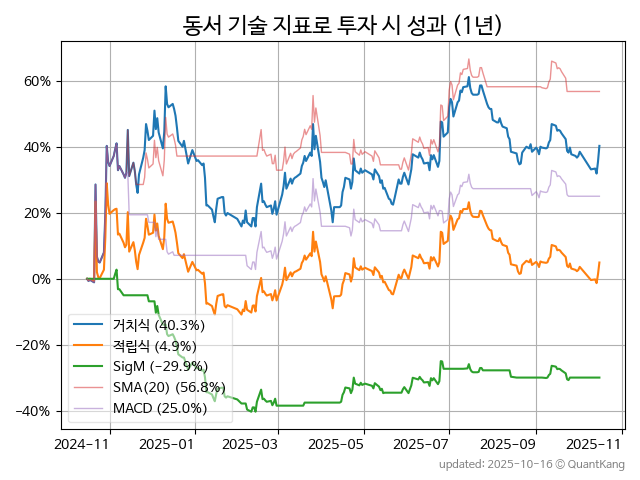 동서 기술 지표로 투자 시 성과 (1년)
60%
40%
20%
0%
−20%
−40%
거치식 (40.3%)
적립식 (4.9%)
SigM (−29.9%)
SMA(20) (56.8%)
MACD (25.0%)
2024-11 2025-01 2025-03 2025-05 2025-07 2025-09 2025-11
updated: 2025-10-16 © QuantKang